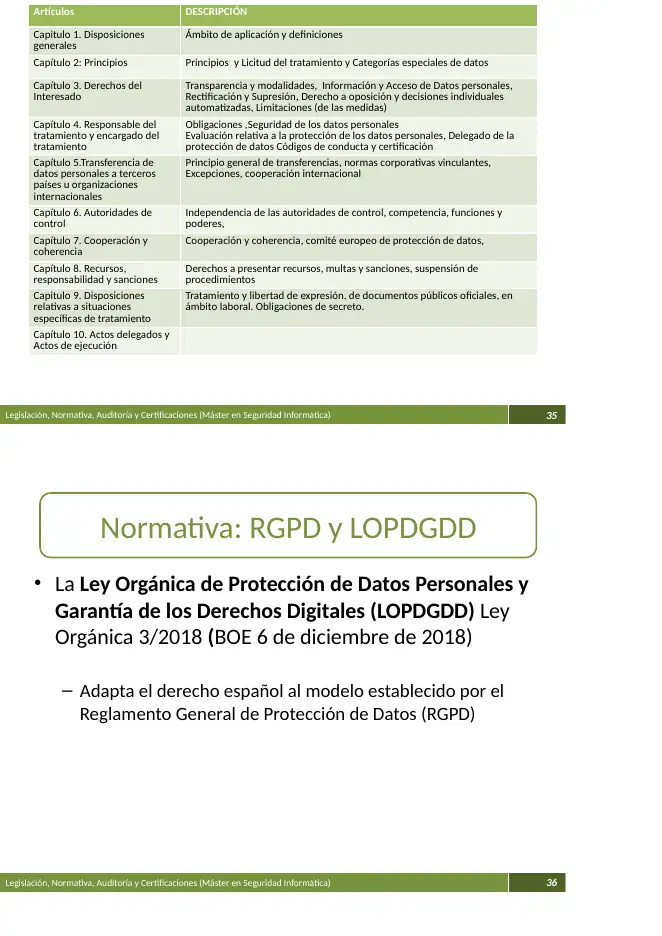 Artículos DESCRIPCIÓN
Capitulo 1. Disposiciones generales Ámbito de aplicación y definiciones
Capítulo 2: Principios Principios y Licitud del tratamiento y Categorías especiales de datos
Capítulo 3. Derechos del
Interesado
Transparencia y modalidades, Información y Acceso de Datos personales,
Rectificación y Supresión, Derecho a oposición y decisiones individuales
automatizadas, Limitaciones (de las medidas)
Capítulo 4. Responsable del
tratamiento y encargado del
tratamiento
Obligaciones ,Seguridad de los datos personales
Evaluación relativa a la protección de los datos personales, Delegado de la
protección de datos Códigos de conducta y certificación
Capítulo 5.Transferencia de
datos personales a terceros
países u organizaciones
internacionales
Principio general de transferencias, normas corporativas vinculantes,
Excepciones, cooperación internacional
Capítulo 6. Autoridades de
control
Independencia de las autoridades de control, competencia, funciones y
poderes,
Capítulo 7. Cooperación y
coherencia
Cooperación y coherencia, comité europeo de protección de datos,
Capítulo 8. Recursos,
responsabilidad y sanciones
Derechos a presentar recursos, multas y sanciones, suspensión de
procedimientos
Capitulo 9. Disposiciones
relativas a situaciones
específicas de tratamiento
Tratamiento y libertad de expresión, de documentos públicos oficiales, en
ámbito laboral. Obligaciones de secreto.
Capítulo 10. Actos delegados y
Actos de ejecución
Legislación, Normativa, Auditoría y Certificaciones (Máster en Seguridad Informática) 35
Normativa: RGPD y LOPDGDD
• La Ley Orgánica de Protección de Datos Personales y
Garantía de los Derechos Digitales (LOPDGDD) Ley
Orgánica 3/2018 (BOE 6 de diciembre de 2018)
– Adapta el derecho español al modelo establecido por el
Reglamento General de Protección de Datos (RGPD)
Legislación, Normativa, Auditoría y Certificaciones (Máster en Seguridad Informática) 36